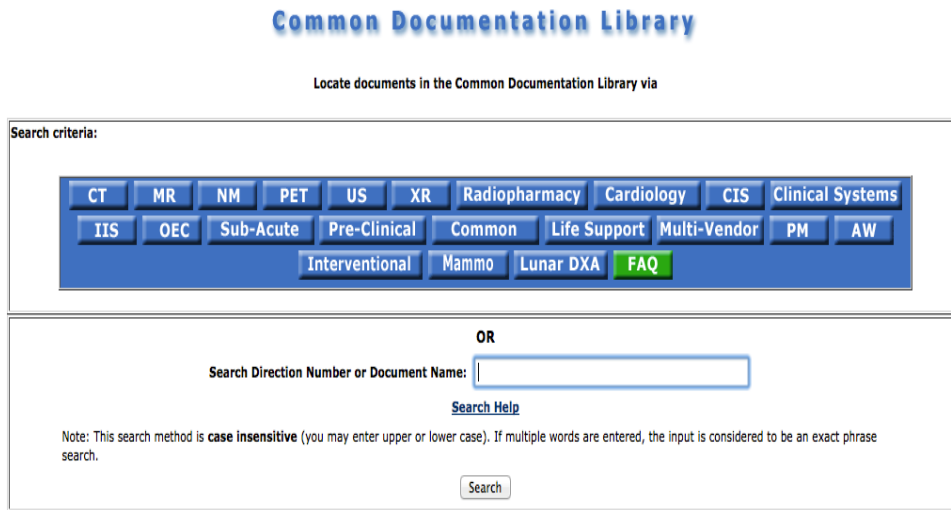 Common Documentation Library
Locate documents in the Common Documentation Library via
Search criteria:
CT MR NM PET US XR Radiopharmacy Cardiology CIS Clinical Systems
IIS OEC Sub-Acute Pre-Clinical Common Life Support Multi-Vendor PM AW
Interventional Mammo Lunar DXA FAQ
OR
Search Direction Number or Document Name:
Search Help
Note: This search method is case insensitive (you may enter upper or lower case). If multiple words are entered, the input is considered to be an exact phrase
search.
Search